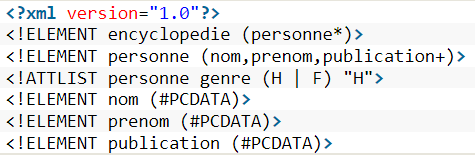 <?xml version="1.0"?>
<!ELEMENT encyclopedie (personne*)>
<!ELEMENT personne (nom,prenom,publication+)>
<!ATTLIST personne genre (H | F) "H">
<!ELEMENT nom (#PCDATA)>
<!ELEMENT prenom (#PCDATA)>
<!ELEMENT publication (#PCDATA)>